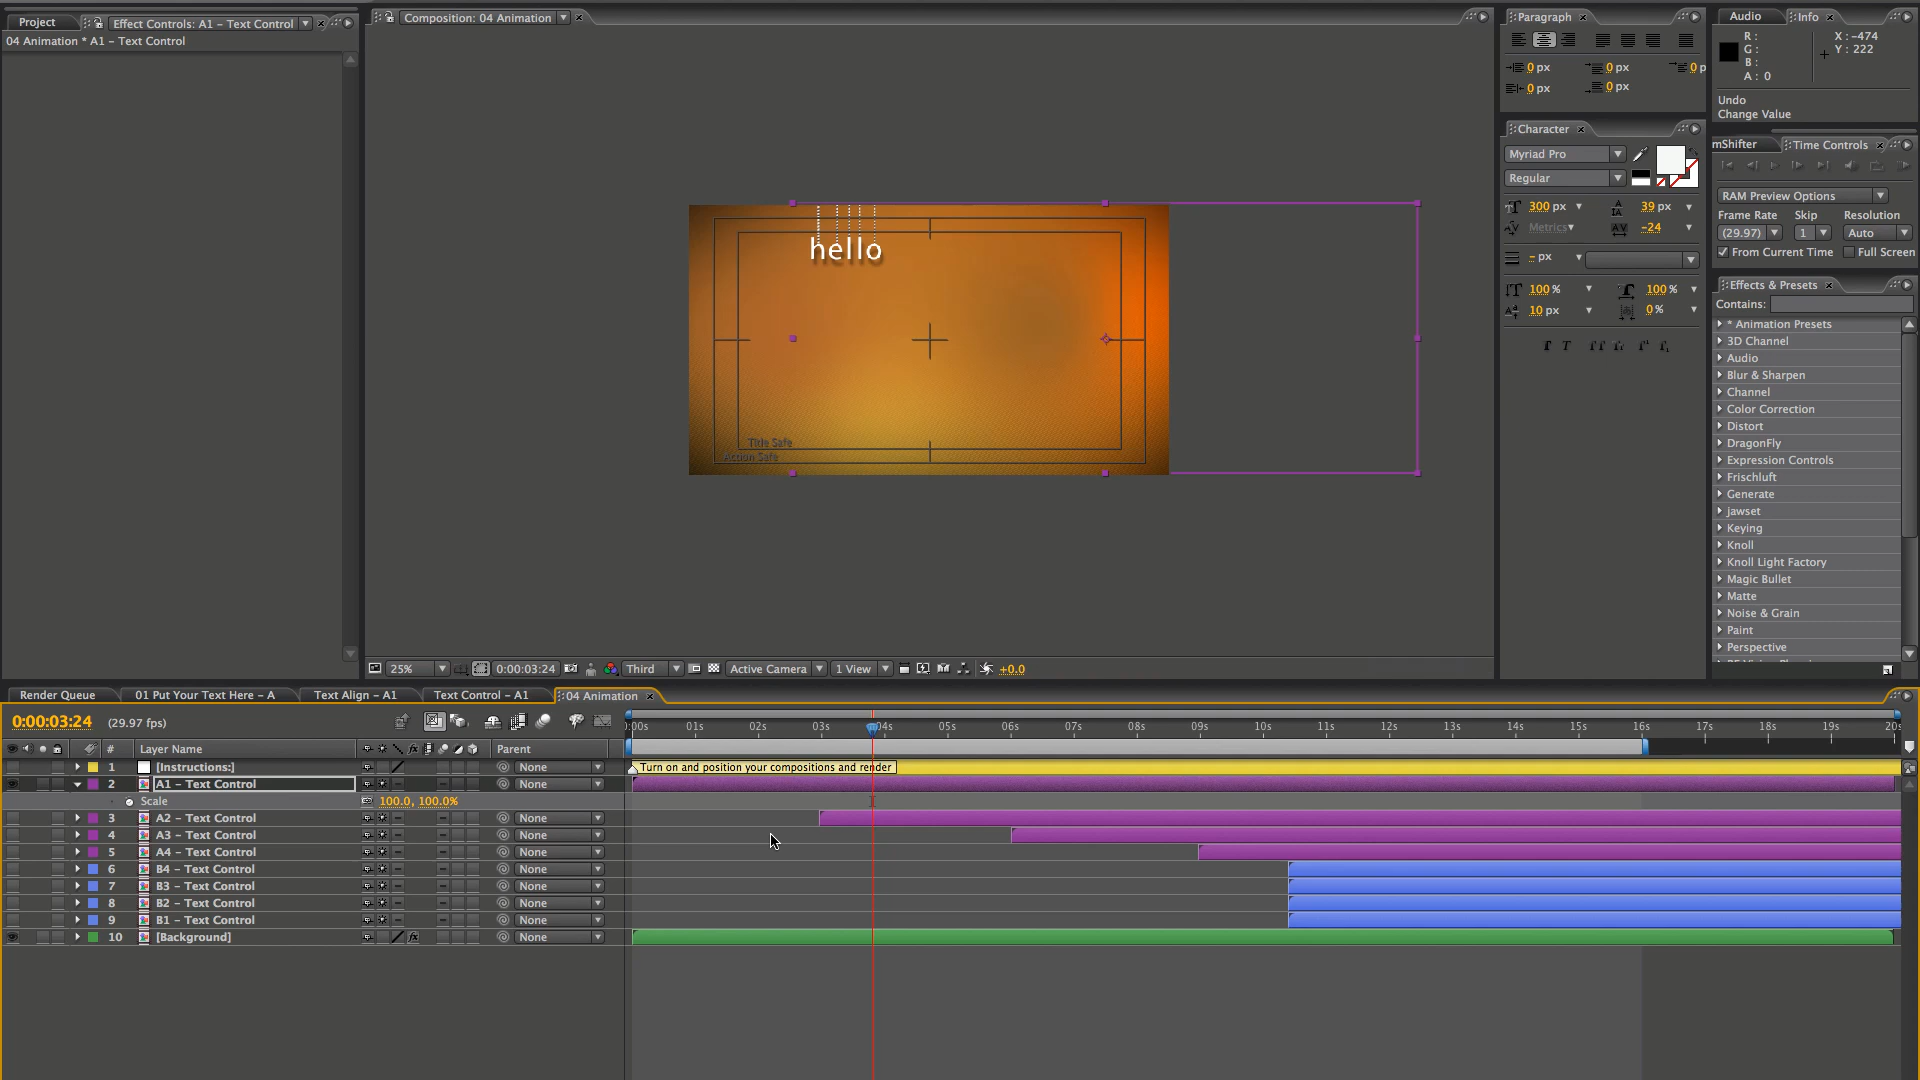 Project
Effect Controls: A1 – Text Control
04 Animation * A1 – Text Control
Composition: 04 Animation
hello
Title Safe
Action Safe
25%
0:00:03:24
Third
Active Camera
1 View
+0.0
Paragraph
0 px
0 px
0 p
0 px
0 px
Character
Myriad Pro
Regular
300 px
39 px
Metrics
-24
- px
100 %
100 %
10 px
0 %
Audio
Info
R :
G :
B :
A : 0
X : -474
Y : 222
Undo
Change Value
mShifter
Time Controls
RAM Preview Options
Frame Rate
Skip
Resolution
(29.97)
1
Auto
From Current Time
Full Screen
Effects & Presets
Contains:
* Animation Presets
3D Channel
Audio
Blur & Sharpen
Channel
Color Correction
Distort
DragonFly
Expression Controls
Frischluft
Generate
jawset
Keying
Knoll
Knoll Light Factory
Magic Bullet
Matte
Noise & Grain
Paint
Perspective
Render Queue
01 Put Your Text Here – A
Text Align – A1
Text Control – A1
04 Animation
0:00:03:24
(29.97 fps)
:00s 01s 02s 03s 04s 05s 06s 07s 08s 09s 10s 11s 12s 13s 14s 15s 16s 17s 18s 19s 20s
# Layer Name Parent
1 [Instructions:] None
Turn on and position your compositions and render
2 A1 – Text Control None
Scale 100.0, 100.0%
3 A2 – Text Control None
4 A3 – Text Control None
5 A4 – Text Control None
6 B4 – Text Control None
7 B3 – Text Control None
8 B2 – Text Control None
9 B1 – Text Control None
10 [Background] None